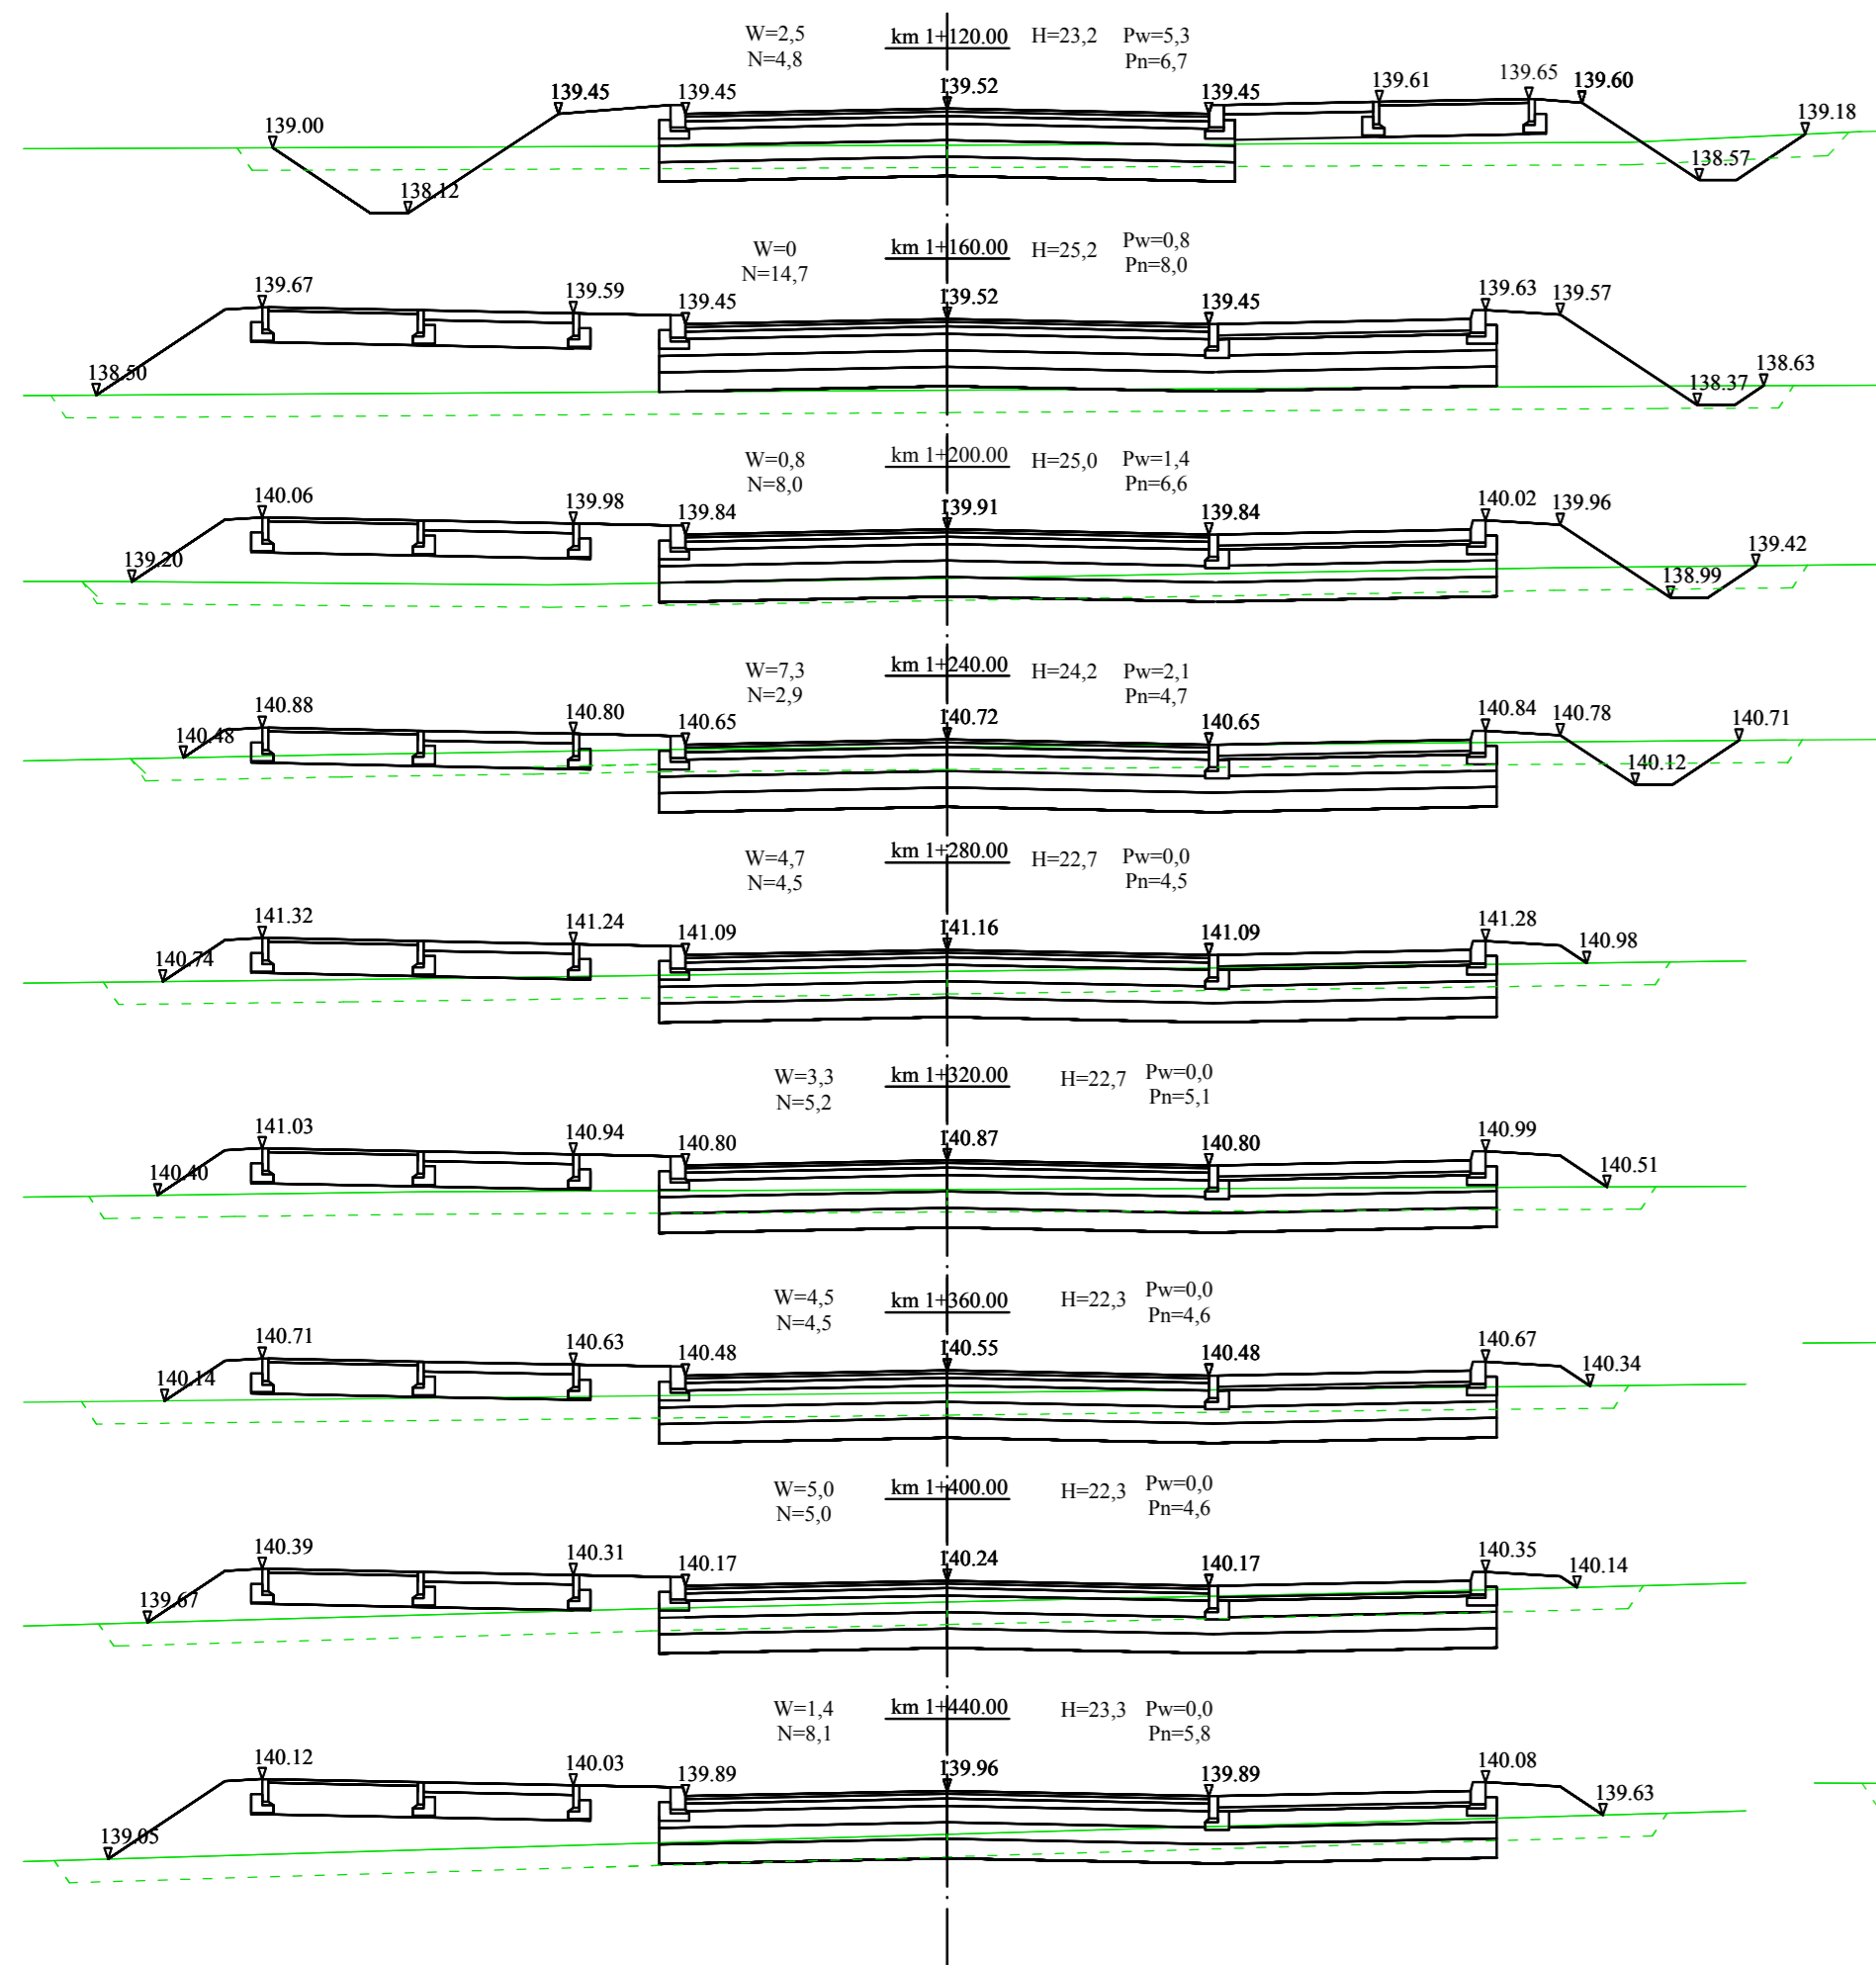 W=2,5 km 1+120.00 H=23,2 Pw=5,3
N=4,8 Pn=6,7
139.00 138.12 139.45 139.45 139.52 139.45 139.61 139.65 139.60 138.57 139.18
W=0 km 1+160.00 H=25,2 Pw=0,8
N=14,7 Pn=8,0
138.50 139.67 139.59 139.45 139.52 139.45 139.63 139.57 138.37 138.63
W=0,8 km 1+200.00 H=25,0 Pw=1,4
N=8,0 Pn=6,6
139.20 140.06 139.98 139.84 139.91 139.84 140.02 139.96 138.99 139.42
W=7,3 km 1+240.00 H=24,2 Pw=2,1
N=2,9 Pn=4,7
140.48 140.88 140.80 140.65 140.72 140.65 140.84 140.78 140.12 140.71
W=4,7 km 1+280.00 H=22,7 Pw=0,0
N=4,5 Pn=4,5
140.74 141.32 141.24 141.09 141.16 141.09 141.28 140.98
W=3,3 km 1+320.00 H=22,7 Pw=0,0
N=5,2 Pn=5,1
140.40 141.03 140.94 140.80 140.87 140.80 140.99 140.51
W=4,5 km 1+360.00 H=22,3 Pw=0,0
N=4,5 Pn=4,6
140.14 140.71 140.63 140.48 140.55 140.48 140.67 140.34
W=5,0 km 1+400.00 H=22,3 Pw=0,0
N=5,0 Pn=4,6
139.67 140.39 140.31 140.17 140.24 140.17 140.35 140.14
W=1,4 km 1+440.00 H=23,3 Pw=0,0
N=8,1 Pn=5,8
139.05 140.12 140.03 139.89 139.96 139.89 140.08 139.63